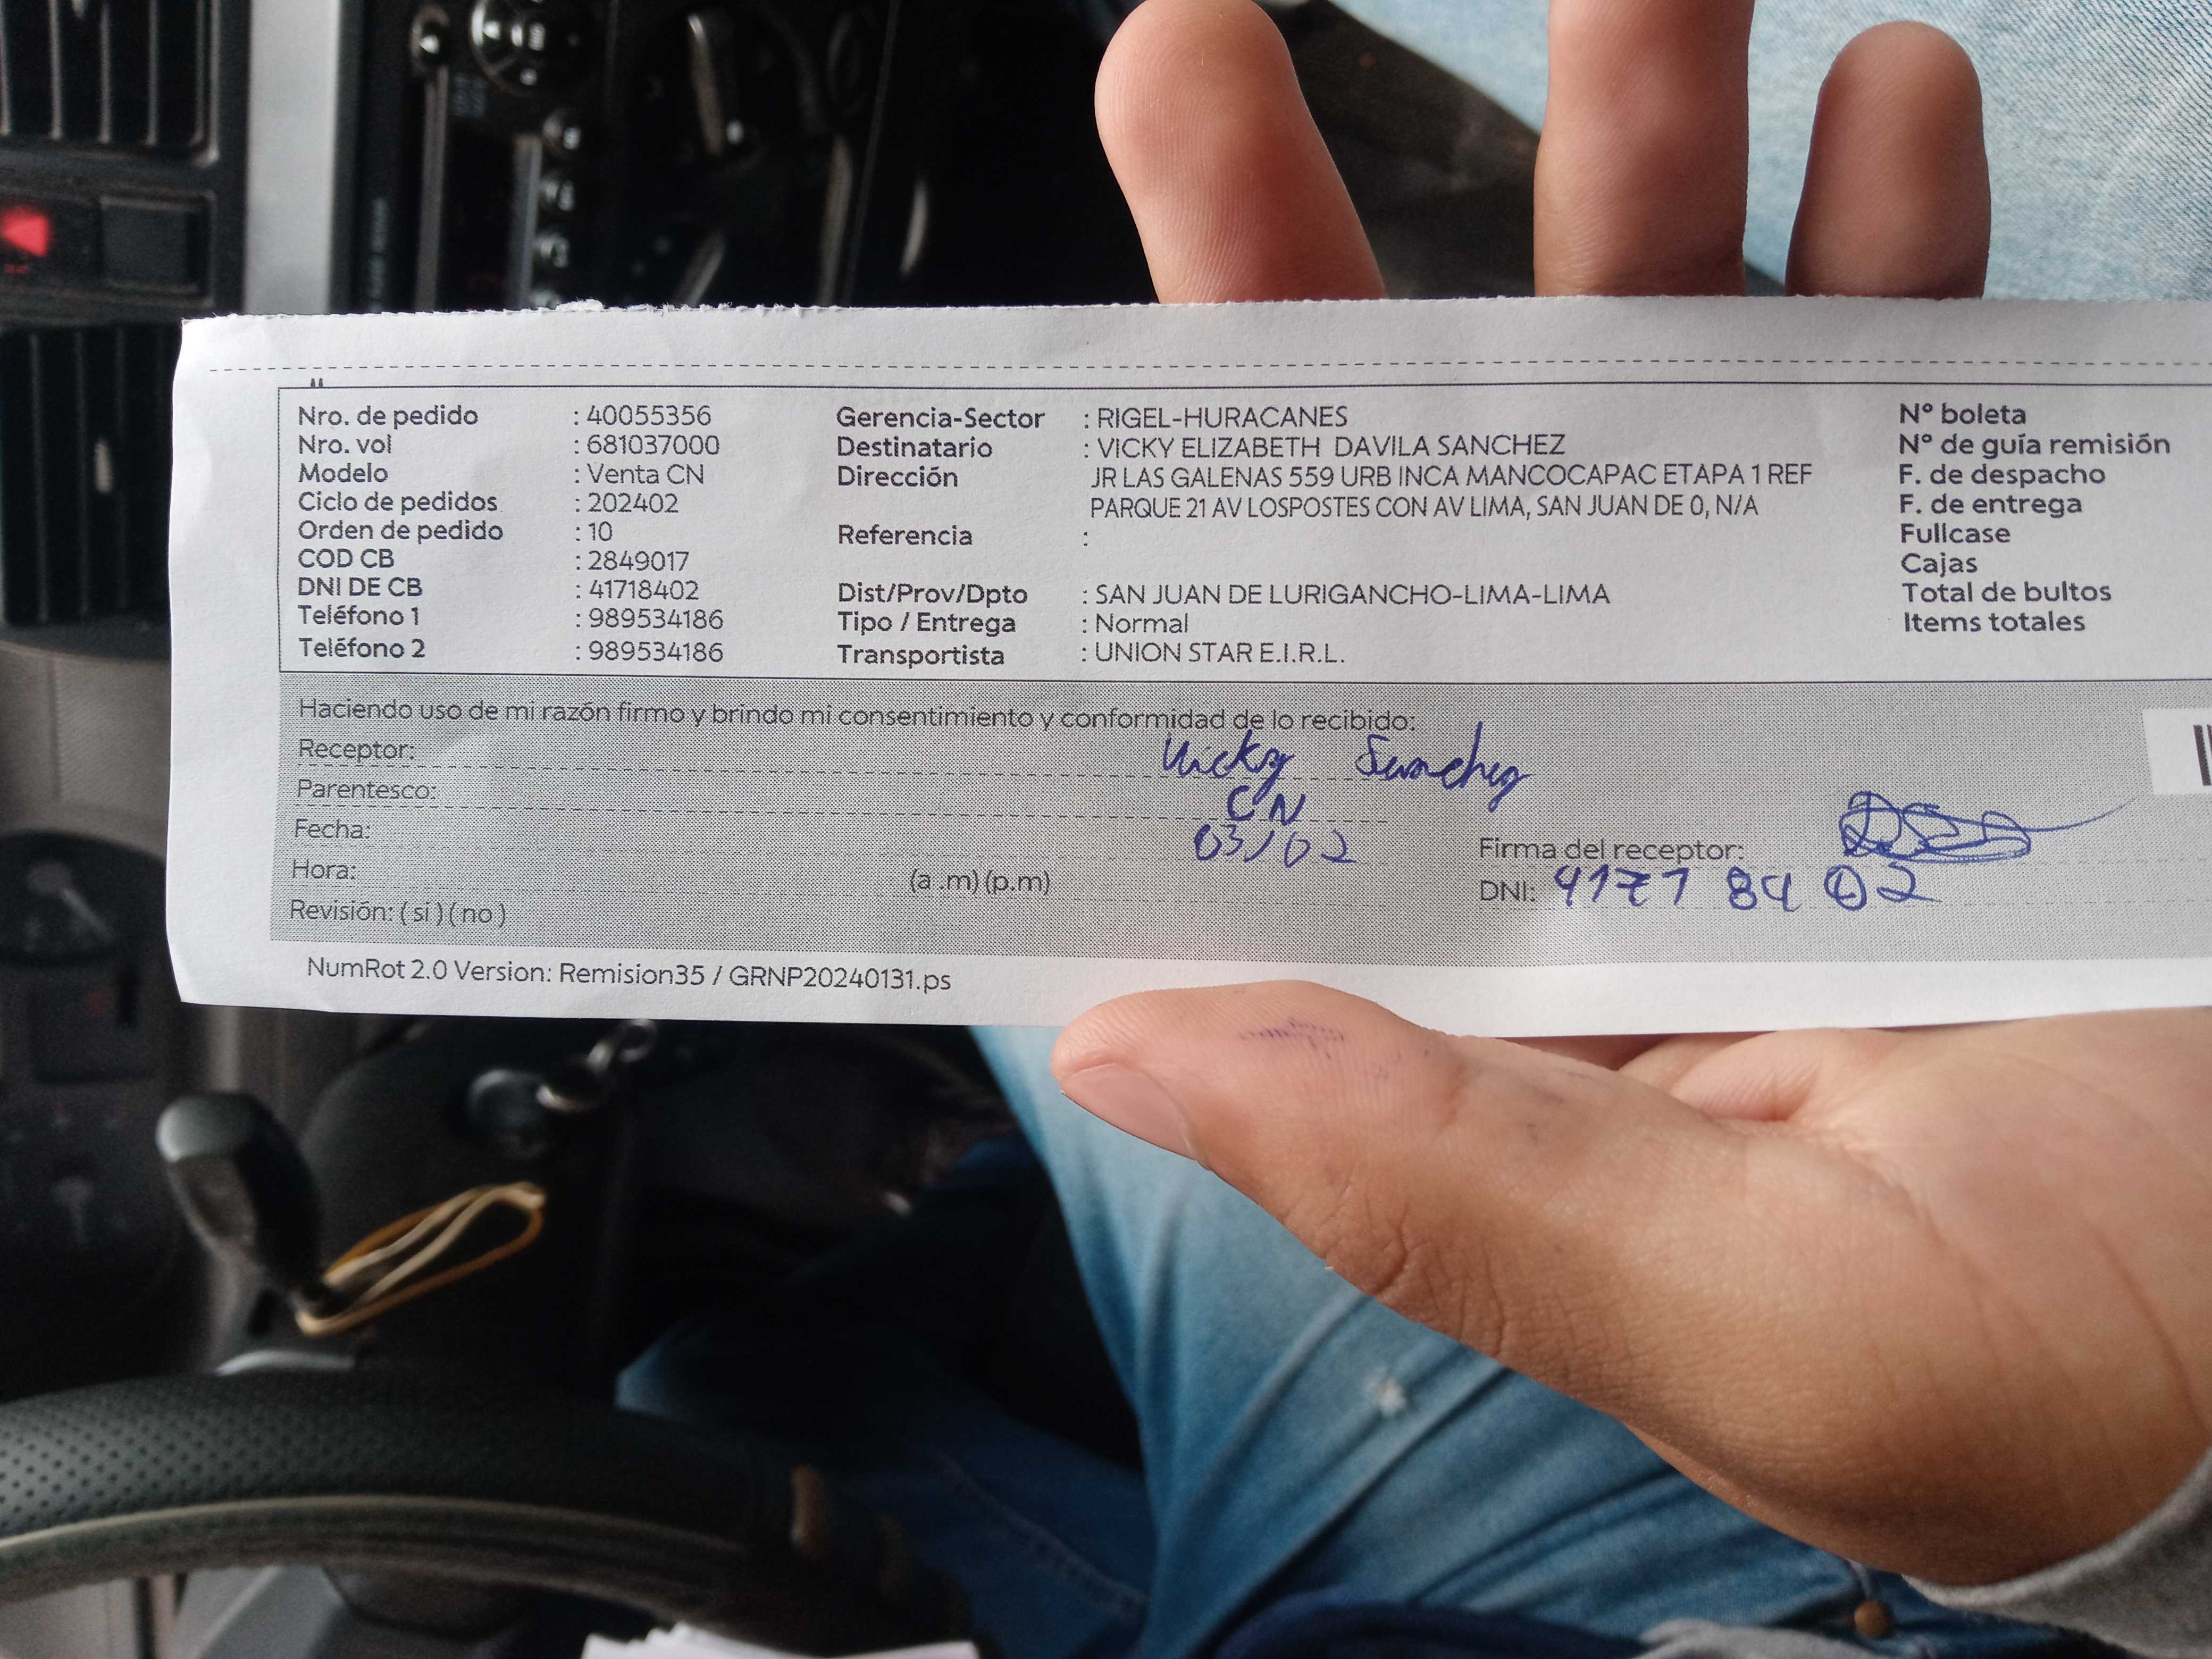 Nro. de pedido : 40055356 Gerencia-Sector : RIGEL-HURACANES Nº boleta
Nro. vol : 681037000 Destinatario : VICKY ELIZABETH DAVILA SANCHEZ Nº de guía remisión
Modelo : Venta CN Dirección JR LAS GALENAS 559 URB INCA MANCOCAPAC ETAPA 1 REF F. de despacho
Ciclo de pedidos : 202402 PARQUE 21 AV LOSPOSTES CON AV LIMA, SAN JUAN DE 0, N/A F. de entrega
Orden de pedido : 10 Referencia : Fullcase
COD CB : 2849017 Cajas
DNI DE CB : 41718402 Dist/Prov/Dpto : SAN JUAN DE LURIGANCHO-LIMA-LIMA Total de bultos
Teléfono 1 : 989534186 Tipo / Entrega : Normal Items totales
Teléfono 2 : 989534186 Transportista : UNION STAR E.I.R.L.
Haciendo uso de mi razón firmo y brindo mi consentimiento y conformidad de lo recibido:
Receptor: Vicky Sanchez
Parentesco: CN
Fecha: 03/02
Firma del receptor:
Hora: (a .m) (p.m) DNI:
Revisión: ( si ) ( no )
NumRot 2.0 Version: Remision35 / GRNP20240131.ps